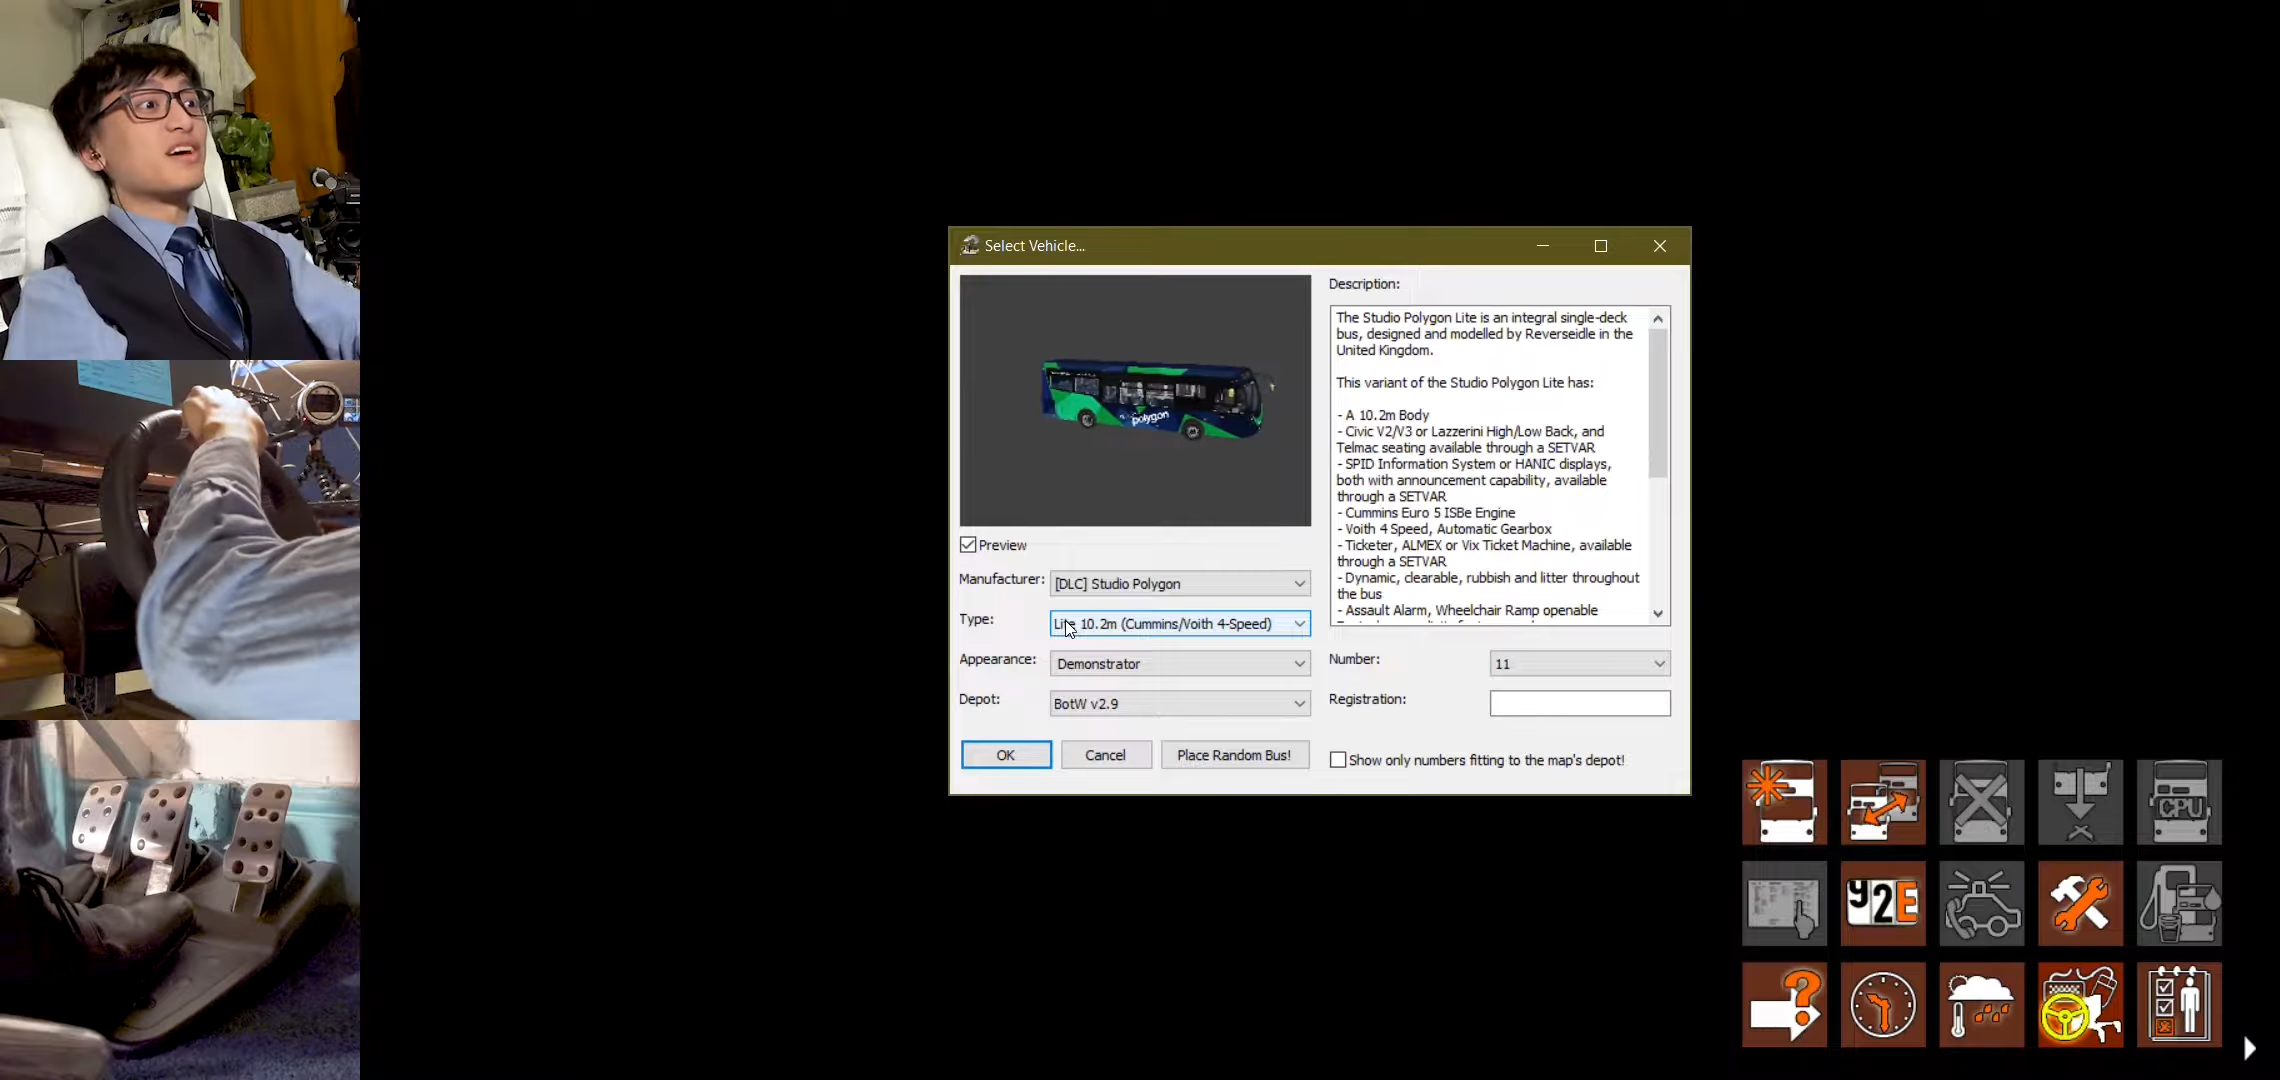 Select Vehicle...
polygon
Preview
Manufacturer:
[DLC] Studio Polygon
Type:
Lite 10.2m (Cummins/Voith 4-Speed)
Appearance:
Demonstrator
Depot:
BotW v2.9
OK
Cancel
Place Random Bus!
Description:
The Studio Polygon Lite is an integral single-deck
bus, designed and modelled by Reverseidle in the
United Kingdom.
This variant of the Studio Polygon Lite has:
- A 10.2m Body
- Civic V2/V3 or Lazzerini High/Low Back, and
Telmac seating available through a SETVAR
- SPID Information System or HANIC displays,
both with announcement capability, available
through a SETVAR
- Cummins Euro 5 ISBe Engine
- Voith 4 Speed, Automatic Gearbox
- Ticketer, ALMEX or Vix Ticket Machine, available
through a SETVAR
- Dynamic, clearable, rubbish and litter throughout
the bus
- Assault Alarm, Wheelchair Ramp openable
Number:
11
Registration:
Show only numbers fitting to the map's depot!
CPU
92E
?